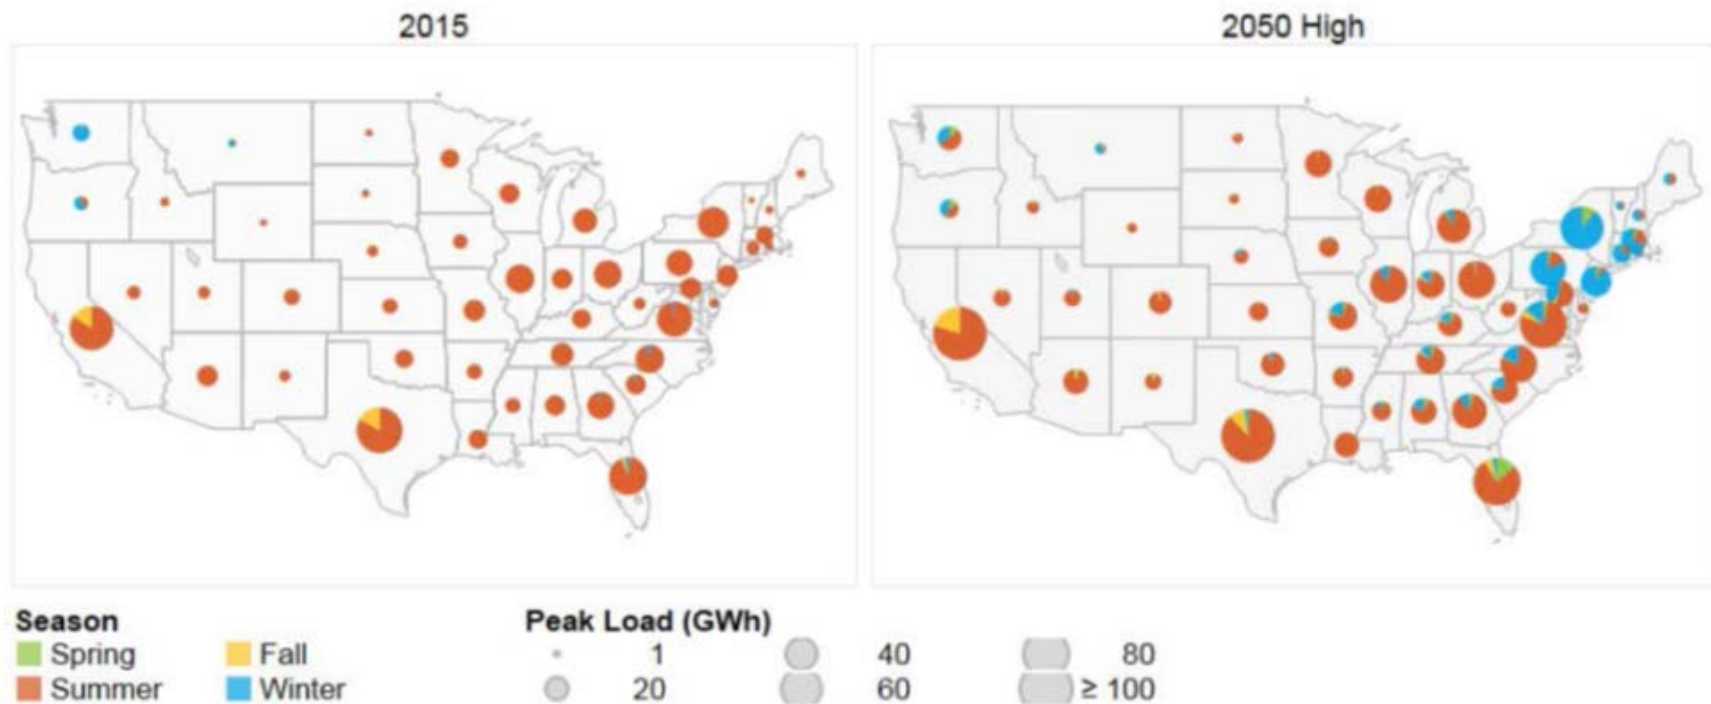 2015 2050 High
Season Peak Load (GWh)
Spring Fall 1 40 80
Summer Winter 20 60 ≥ 100